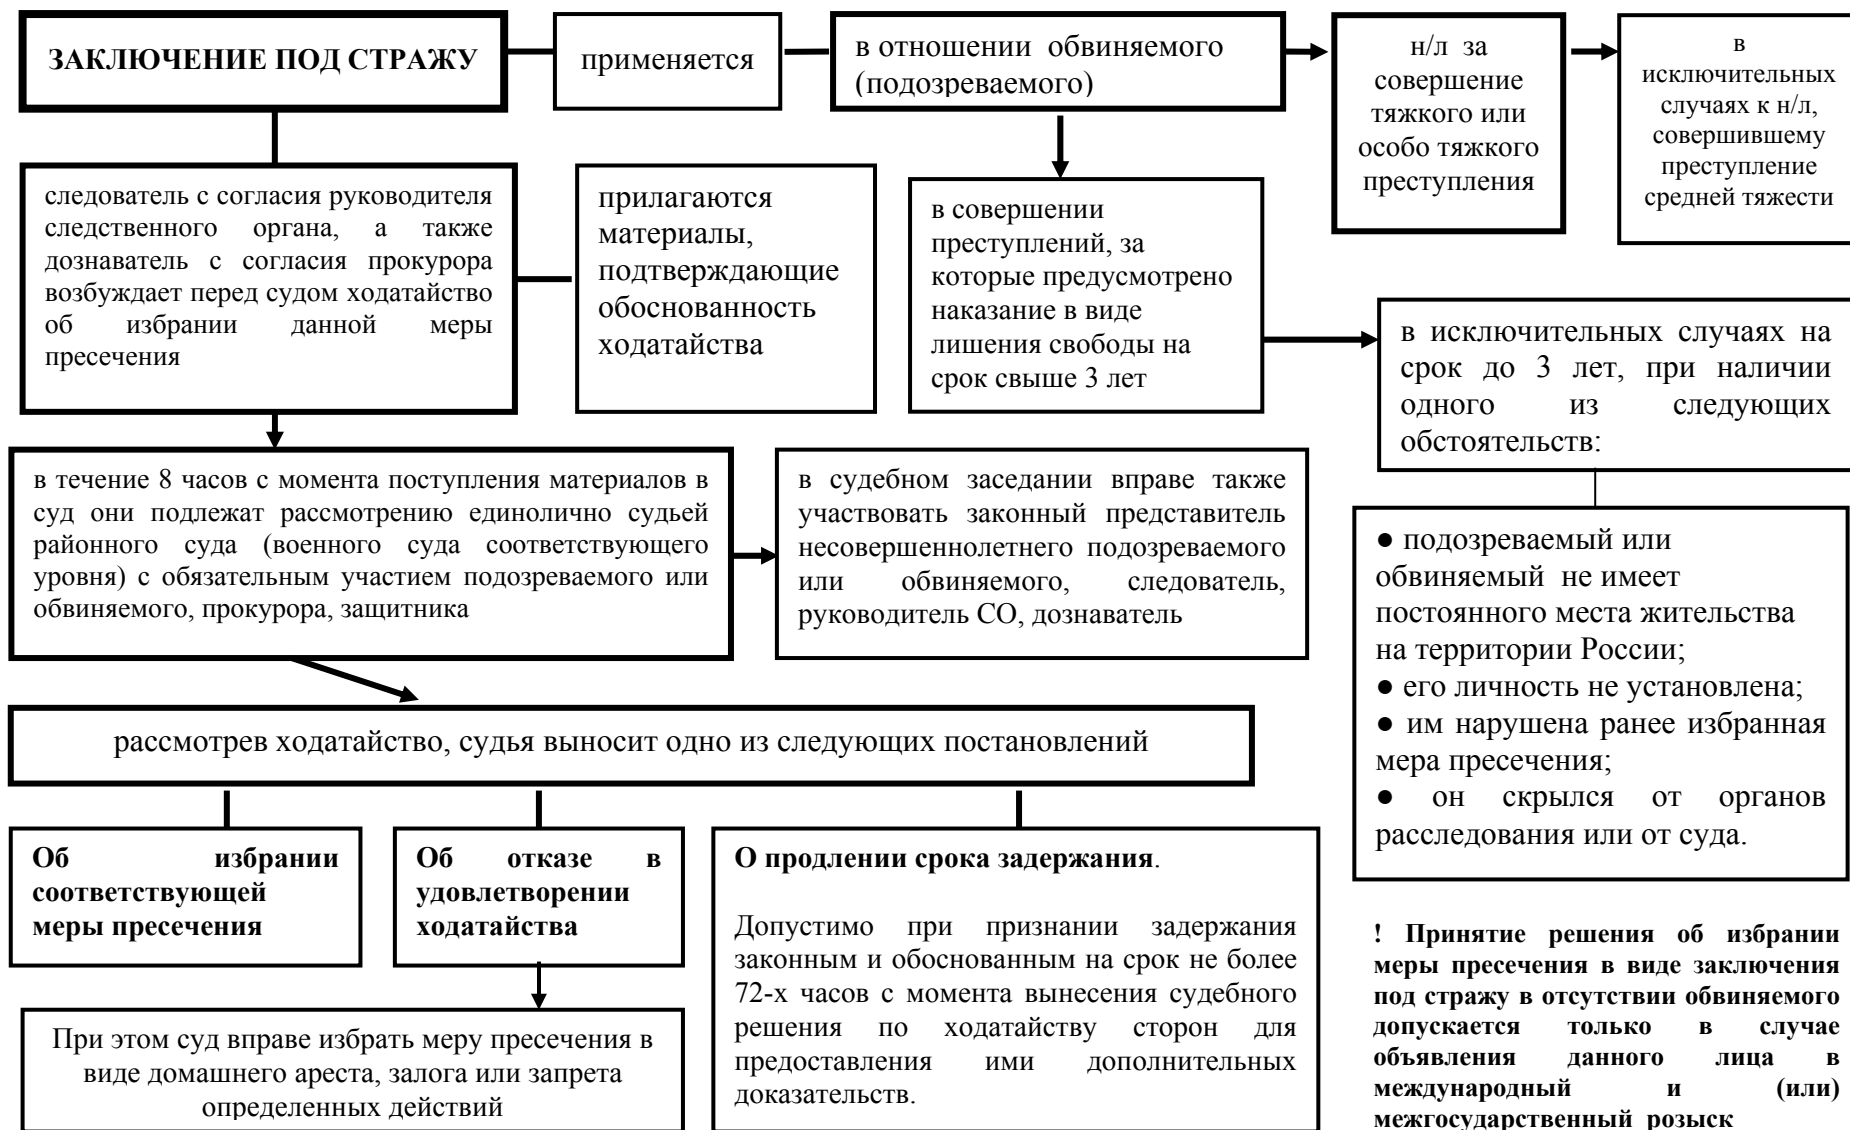 ЗАКЛЮЧЕНИЕ ПОД СТРАЖУ
применяется
в отношении обвиняемого
(подозреваемого)
н/л за
совершение
тяжкого или
особо тяжкого
преступления
в
исключительных
случаях к н/л,
совершившему
преступление
средней тяжести
следователь с согласия руководителя
следственного органа, а также
дознаватель с согласия прокурора
возбуждает перед судом ходатайство
об избрании данной меры
пресечения
прилагаются
материалы,
подтверждающие
обоснованность
ходатайства
в совершении
преступлений, за
которые предусмотрено
наказание в виде
лишения свободы на
срок свыше 3 лет
в исключительных случаях на
срок до 3 лет, при наличии
одного из следующих
обстоятельств:
в течение 8 часов с момента поступления материалов в
суд они подлежат рассмотрению единолично судьей
районного суда (военного суда соответствующего
уровня) с обязательным участием подозреваемого или
обвиняемого, прокурора, защитника
в судебном заседании вправе также
участвовать законный представитель
несовершеннолетнего подозреваемого
или обвиняемого, следователь,
руководитель СО, дознаватель
● подозреваемый или
обвиняемый не имеет
постоянного места жительства
на территории России;
● его личность не установлена;
● им нарушена ранее избранная
мера пресечения;
● он скрылся от органов
расследования или от суда.
рассмотрев ходатайство, судья выносит одно из следующих постановлений
Об избрании
соответствующей
меры пресечения
Об отказе в
удовлетворении
ходатайства
О продлении срока задержания.
Допустимо при признании задержания
законным и обоснованным на срок не более
72-х часов с момента вынесения судебного
решения по ходатайству сторон для
предоставления ими дополнительных
доказательств.
При этом суд вправе избрать меру пресечения в
виде домашнего ареста, залога или запрета
определенных действий
! Принятие решения об избрании
меры пресечения в виде заключения
под стражу в отсутствии обвиняемого
допускается только в случае
объявления данного лица в
международный и (или)
межгосударственный розыск